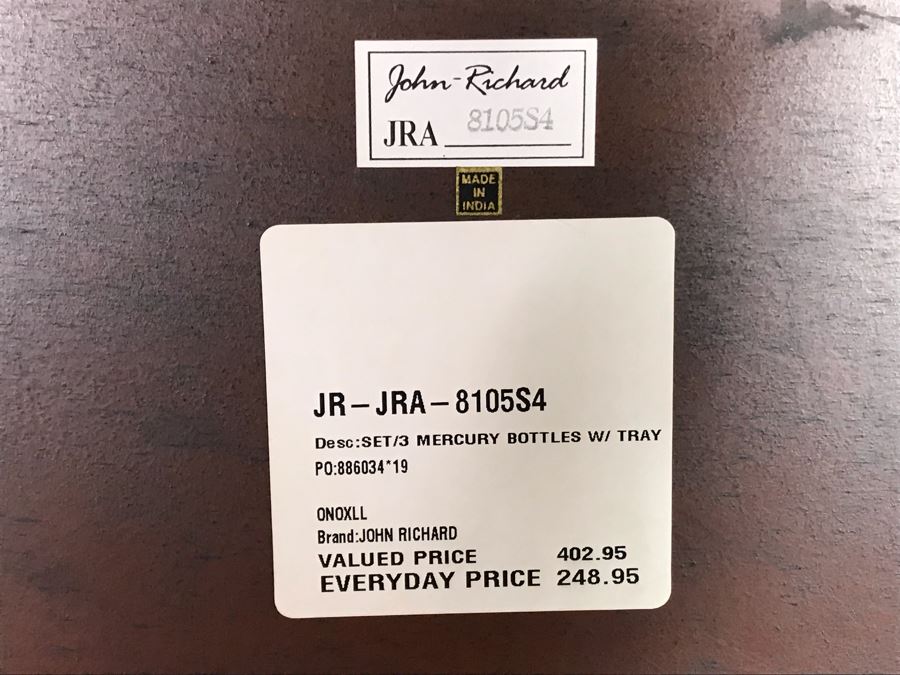 John-Richard
JRA 8105S4
MADE
IN
INDIA
JR-JRA-8105S4
Desc:SET/3 MERCURY BOTTLES W/ TRAY
PO:886034*19
ONOXLL
Brand:JOHN RICHARD
VALUED PRICE 402.95
EVERYDAY PRICE 248.95